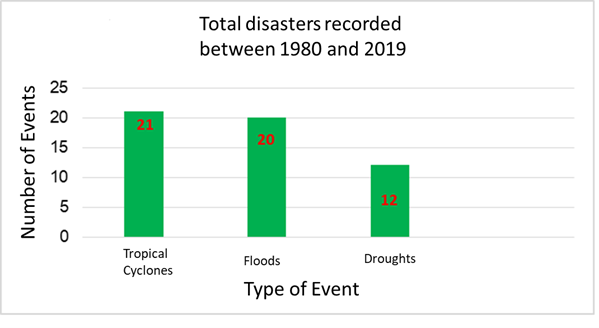 Total disasters recorded
between 1980 and 2019
Number of Events
25
20
15
10
5
0
21
20
12
Tropical
Cyclones
Floods
Droughts
Type of Event